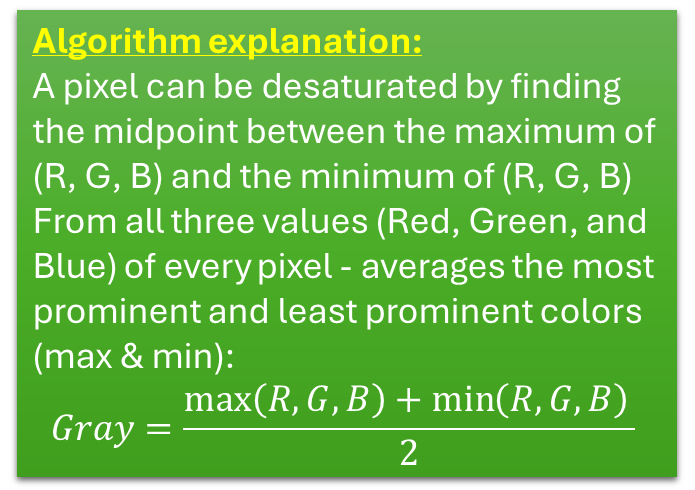 Algorithm explanation:
A pixel can be desaturated by finding
the midpoint between the maximum of
(R, G, B) and the minimum of (R, G, B)
From all three values (Red, Green, and
Blue) of every pixel - averages the most
prominent and least prominent colors
(max & min):
Gray = \frac{max(R, G, B) + min(R, G, B)}{2}